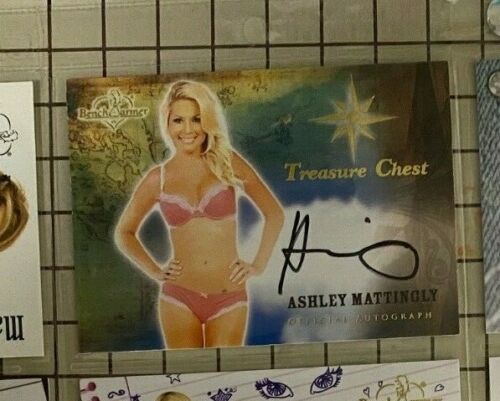 BenchWarmer
Treasure Chest
ASHLEY MATTINGLY
OFFICIAL AUTOGRAPH